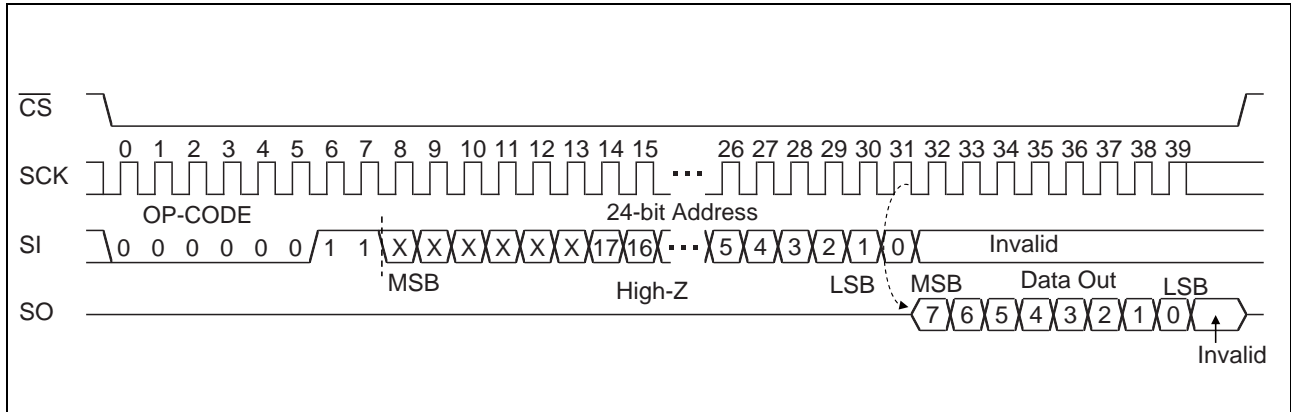 CS
0 1 2 3 4 5 6 7 8 9 10 11 12 13 14 15 26 27 28 29 30 31 32 33 34 35 36 37 38 39
SCK ···
OP-CODE 24-bit Address
SI 0 0 0 0 0 0 1 1 X X X X X X 17 16 ··· 5 4 3 2 1 0 Invalid
MSB High-Z LSB MSB Data Out LSB
SO 7 6 5 4 3 2 1 0
Invalid